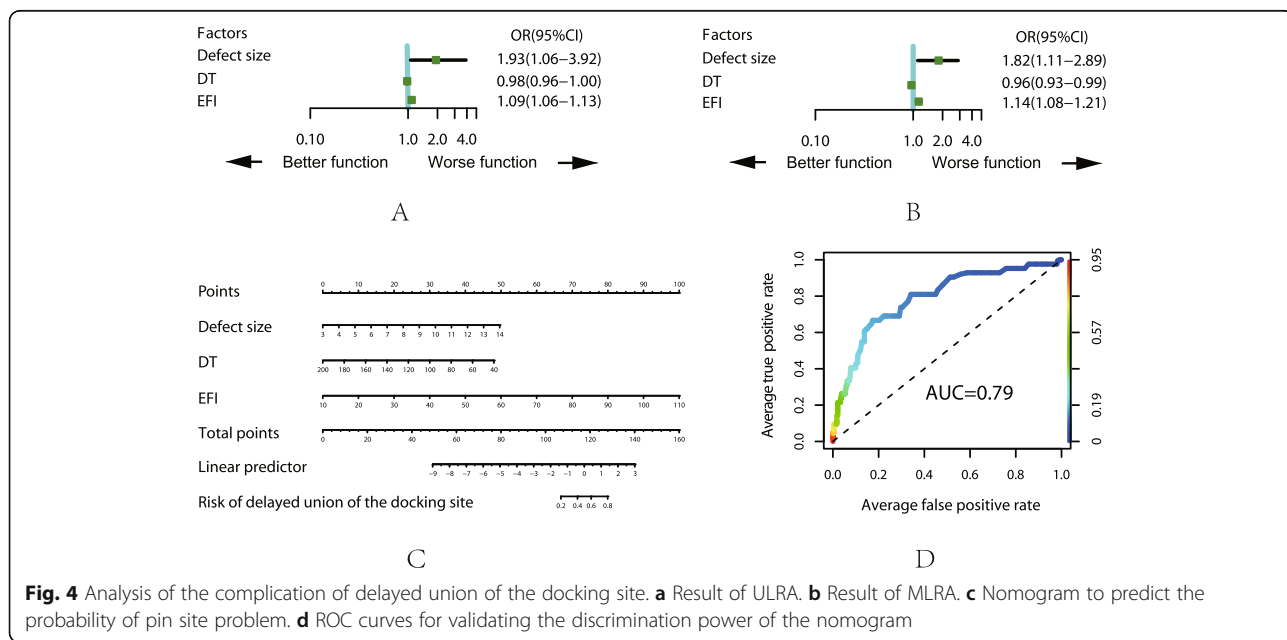 Factors OR(95%CI)
Defect size 1.93(1.06−3.92)
DT 0.98(0.96−1.00)
EFI 1.09(1.06−1.13)
0.10 1.0 2.0 4.0
Better function Worse function
A
Factors OR(95%CI)
Defect size 1.82(1.11−2.89)
DT 0.96(0.93−0.99)
EFI 1.14(1.08−1.21)
0.10 1.0 2.0 4.0
Better function Worse function
B
Points 0 10 20 30 40 50 60 70 80 90 100
Defect size 3 4 5 6 7 8 9 10 11 12 13 14
DT 200 180 160 140 120 100 80 60 40
EFI 10 20 30 40 50 60 70 80 90 100 110
Total points 0 20 40 60 80 100 120 140 160
Linear predictor −9 −8 −7 −6 −5 −4 −3 −2 −1 0 1 2 3
Risk of delayed union of the docking site 0.2 0.4 0.6 0.8
C
Average true positive rate
0.0 0.2 0.4 0.6 0.8 1.0
AUC=0.79
0 0.19 0.57 0.95
0.0 0.2 0.4 0.6 0.8 1.0
Average false positive rate
D
Fig. 4 Analysis of the complication of delayed union of the docking site. a Result of ULRA. b Result of MLRA. c Nomogram to predict the
probability of pin site problem. d ROC curves for validating the discrimination power of the nomogram